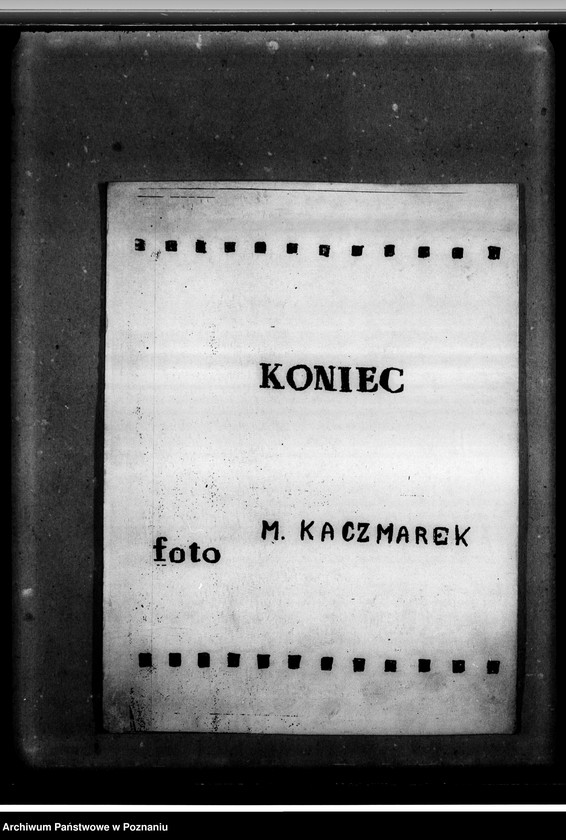 KONIEC
M. KACZMAREK
foto
Archiwum Państwowe w Poznaniu